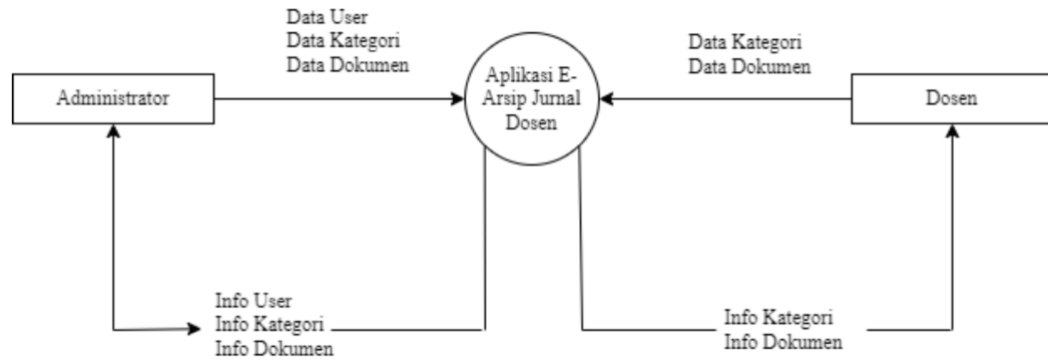 Data User
Data Kategori
Data Dokumen
Data Kategori
Data Dokumen
Administrator
Aplikasi E-
Arsip Jurnal
Dosen
Dosen
Info User
Info Kategori
Info Dokumen
Info Kategori
Info Dokumen